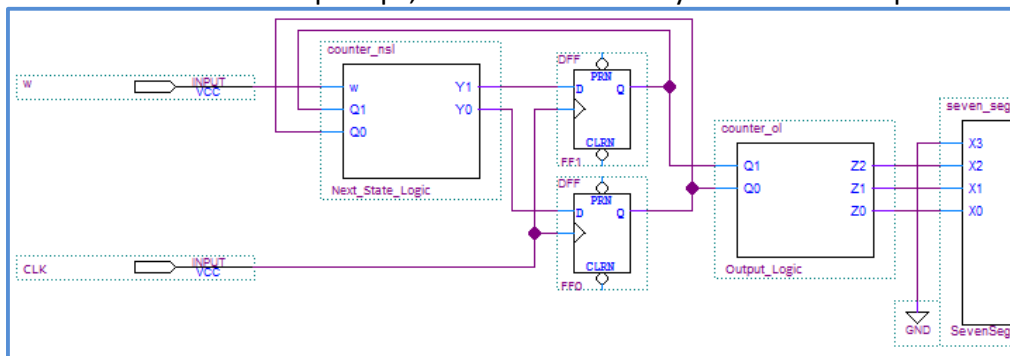 counter_nsl
w
INPUT
VCC
w
Q1
Q0
Y1
Y0
Next_State_Logic
DFF
PRN
D
Q
CLRN
FF1
DFF
PRN
D
Q
CLRN
FF0
CLK
INPUT
VCC
counter_ol
Q1
Q0
Z2
Z1
Z0
Output_Logic
seven_seg
X3
X2
X1
X0
GND
SevenSeg